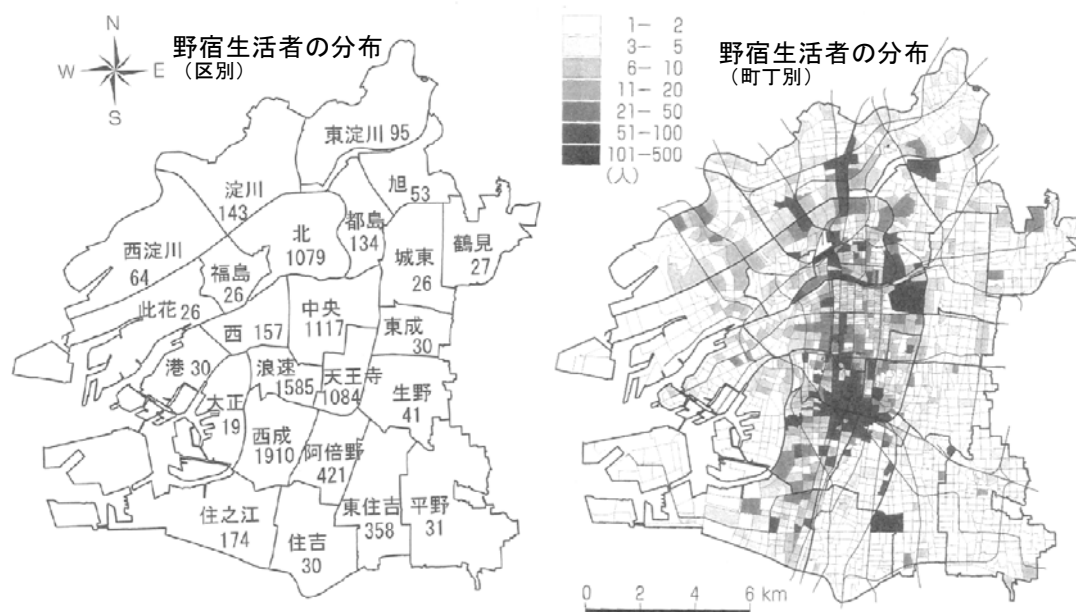 N
W E
S
野宿生活者の分布
(区別)
東淀川 95
旭
53
淀川
143
都島
134
北
1079
鶴見
27
城東
26
西淀川
64
福島
26
此花 26
中央
1117
西 157
東成
30
港 30
浪速
1585
天王寺
1084
生野
41
大正
19
西成
1910
阿倍野
421
東住吉
358
平野
31
住之江
174
住吉
30
野宿生活者の分布
(町丁別)
1− 2
3− 5
6− 10
11− 20
21− 50
51−100
101−500
(人)
0 2 4 6 km